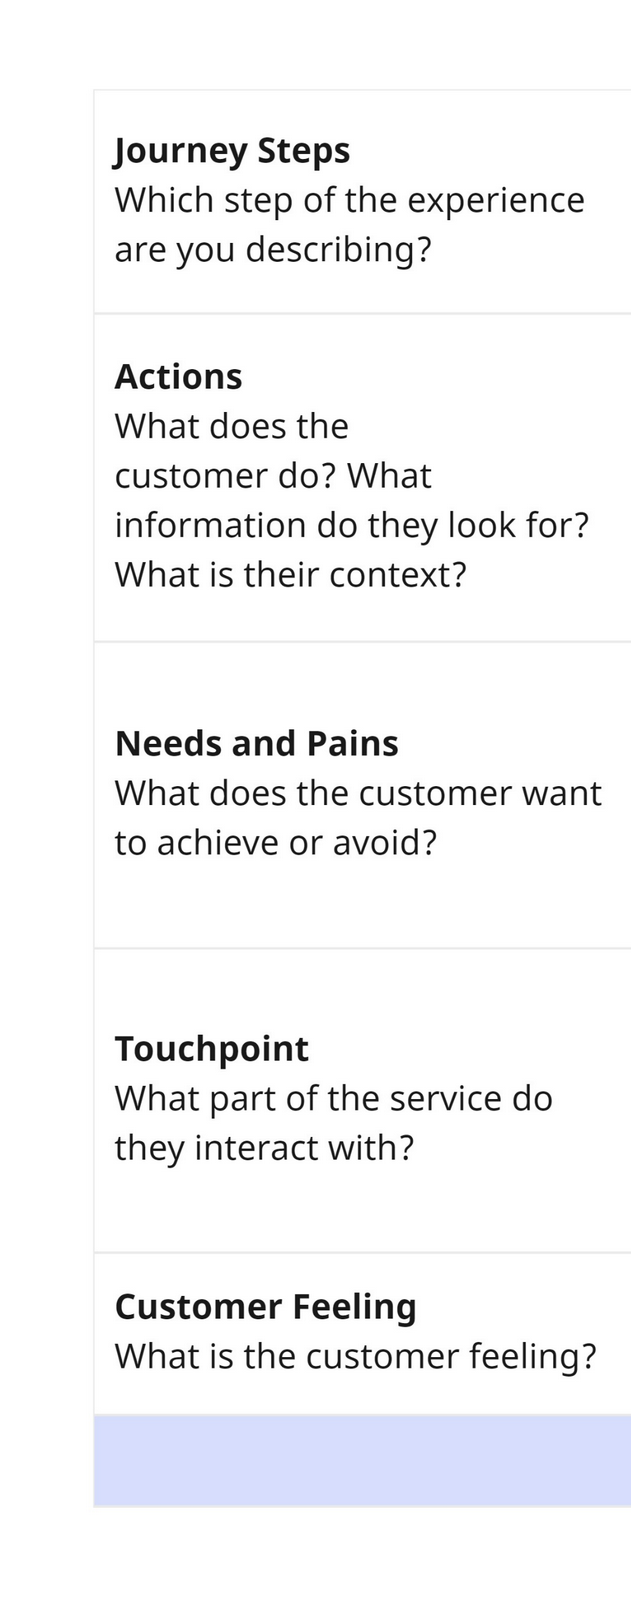 Journey Steps
Which step of the experience
are you describing?
Actions
What does the
customer do? What
information do they look for?
What is their context?
Needs and Pains
What does the customer want
to achieve or avoid?
Touchpoint
What part of the service do
they interact with?
Customer Feeling
What is the customer feeling?